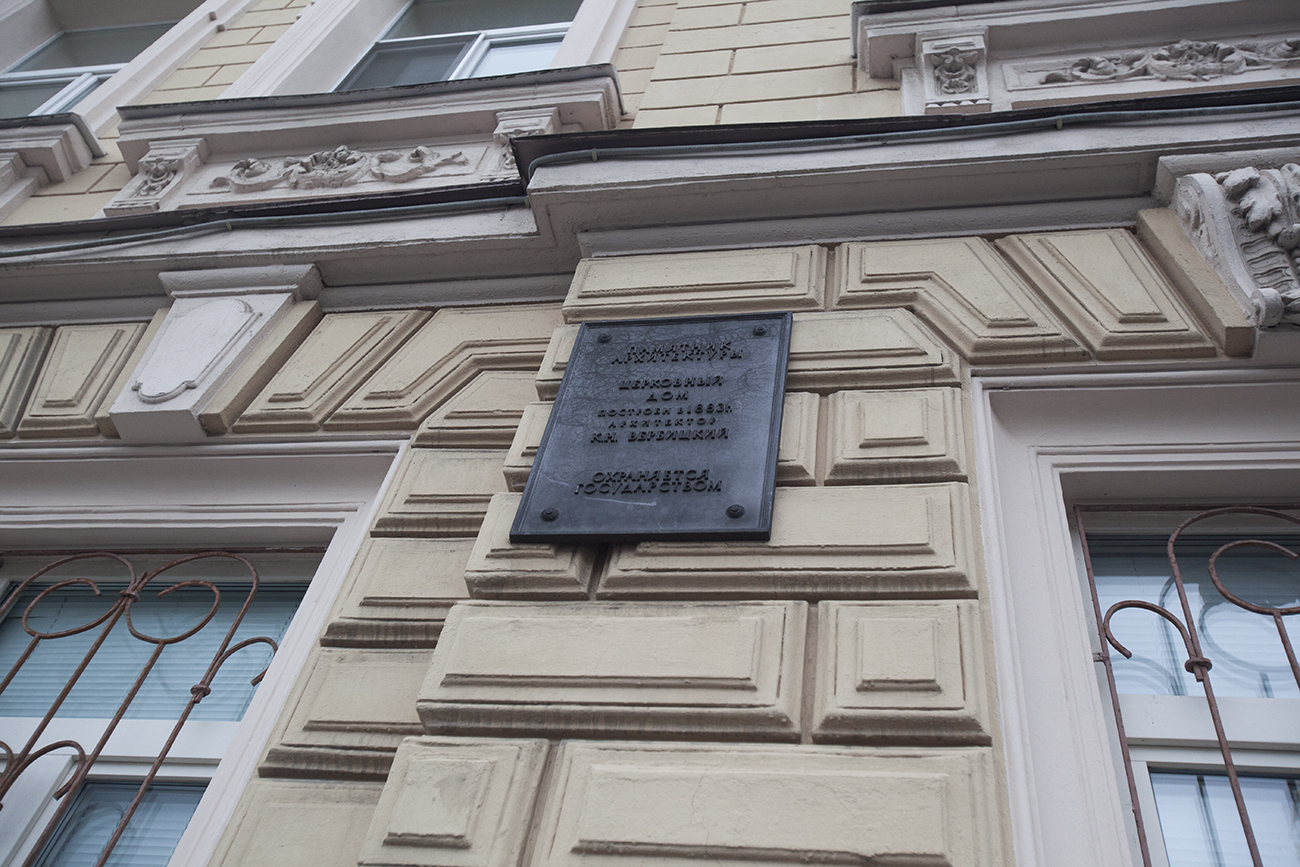 ПАМЯТНИК
АРХИТЕКТУРЫ
ЦЕРКОВНЫЙ
ДОМ
ПОСТРОЕН В 1883г.
АРХИТЕКТОР
К.Н. ВЕРБИЦКИЙ
ОХРАНЯЕТСЯ
ГОСУДАРСТВОМ